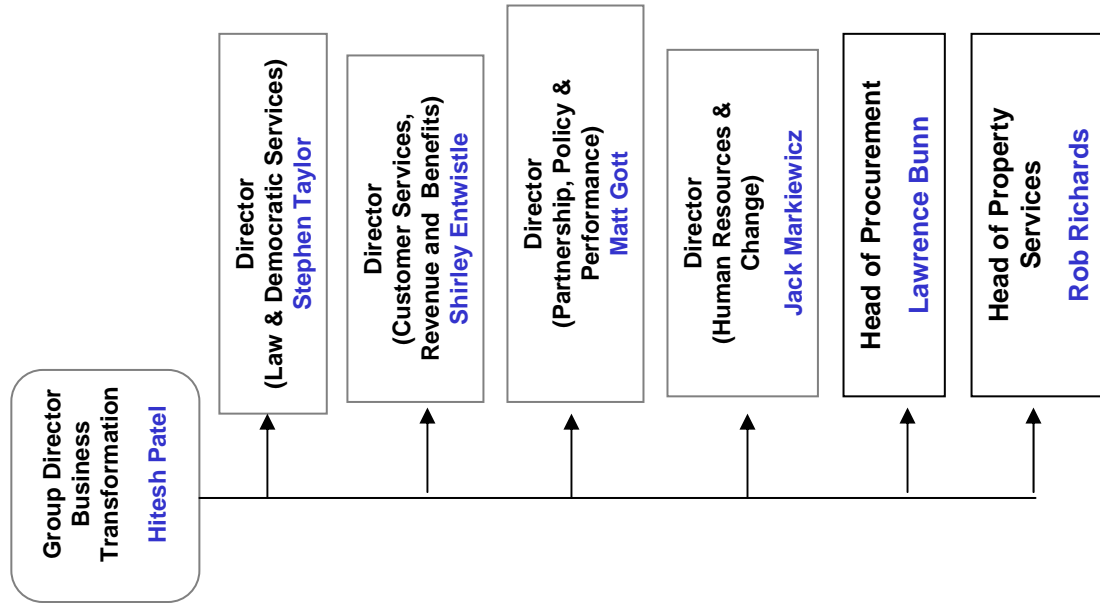 Group Director
Business
Transformation
Hitesh Patel
Director
(Law & Democratic Services)
Stephen Taylor
Director
(Customer Services,
Revenue and Benefits)
Shirley Entwistle
Director
(Partnership, Policy &
Performance)
Matt Gott
Director
(Human Resources &
Change)
Jack Markiewicz
Head of Procurement
Lawrence Bunn
Head of Property
Services
Rob Richards